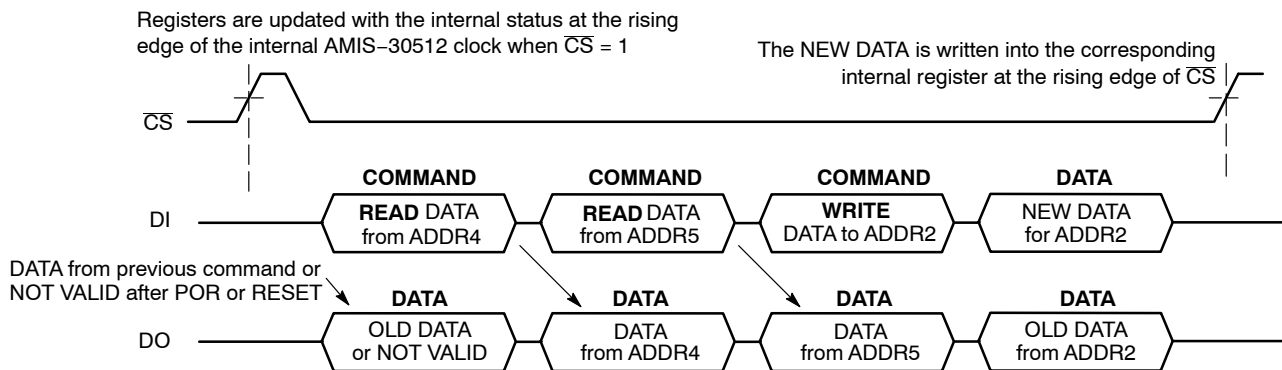 Registers are updated with the internal status at the rising
edge of the internal AMIS−30512 clock when C̅S̅ = 1
The NEW DATA is written into the corresponding
internal register at the rising edge of C̅S̅
C̅S̅
COMMAND
COMMAND
COMMAND
DATA
DI
READ DATA
from ADDR4
READ DATA
from ADDR5
WRITE
DATA to ADDR2
NEW DATA
for ADDR2
DATA from previous command or
NOT VALID after POR or RESET
DATA
DATA
DATA
DATA
DO
OLD DATA
or NOT VALID
DATA
from ADDR4
DATA
from ADDR5
OLD DATA
from ADDR2